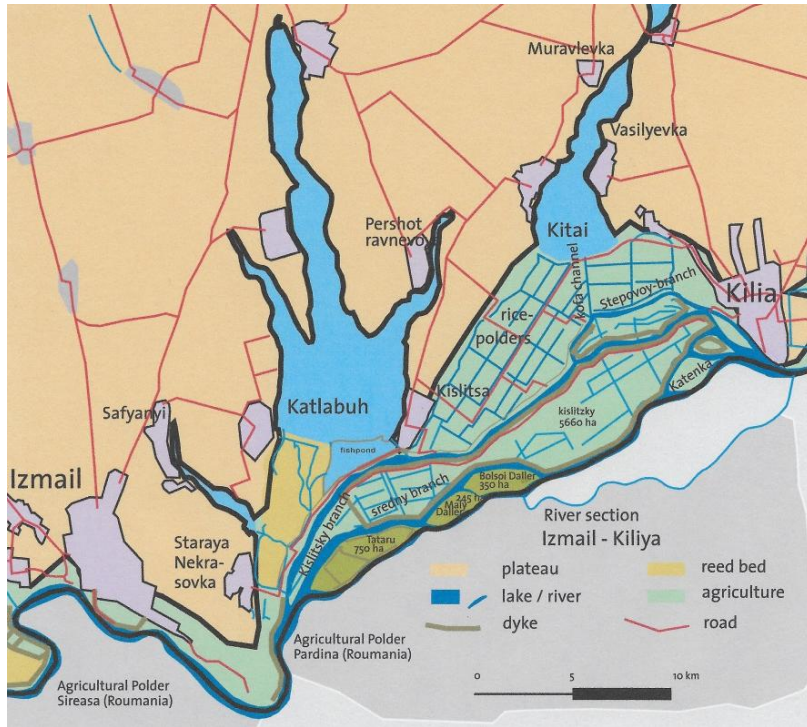 Muravlevka
Vasilyevka
Pershot
ravnevo
Kitai
kofa channel
Stepovoy-branch
Kilia
rice-
polders
Kislitsa
Katenka
kislitzky
5660 ha
Katlabuh
Safyanyi
fishpond
Izmail
Bolsoi Daller
350 ha
sredny branch
245 ha
Maly
Daller
Tataru
750 ha
Kislitsky branch
Staraya
Nekra-
sovka
River section
Izmail - Kiliya
plateau
reed bed
lake / river
agriculture
dyke
road
Agricultural Polder
Pardina (Roumania)
Agricultural Polder
Sireasa (Roumania)
0
5
10 km